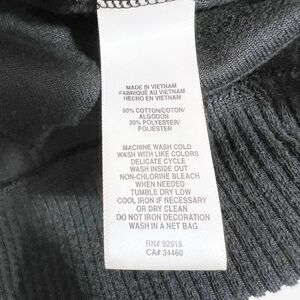 MADE IN VIETNAM
FABRIQUÉ AU VIETNAM
HECHO EN VIETNAM
80% COTTON/COTON/
ALGODON
20% POLYESTER/
POLIESTER
MACHINE WASH COLD
WASH WITH LIKE COLORS
DELICATE CYCLE
WASH INSIDE OUT
NON-CHLORINE BLEACH
WHEN NEEDED
TUMBLE DRY LOW
COOL IRON IF NECESSARY
OR DRY CLEAN
DO NOT IRON DECORATION
WASH IN A NET BAG
RN# 92918
CA# 34460